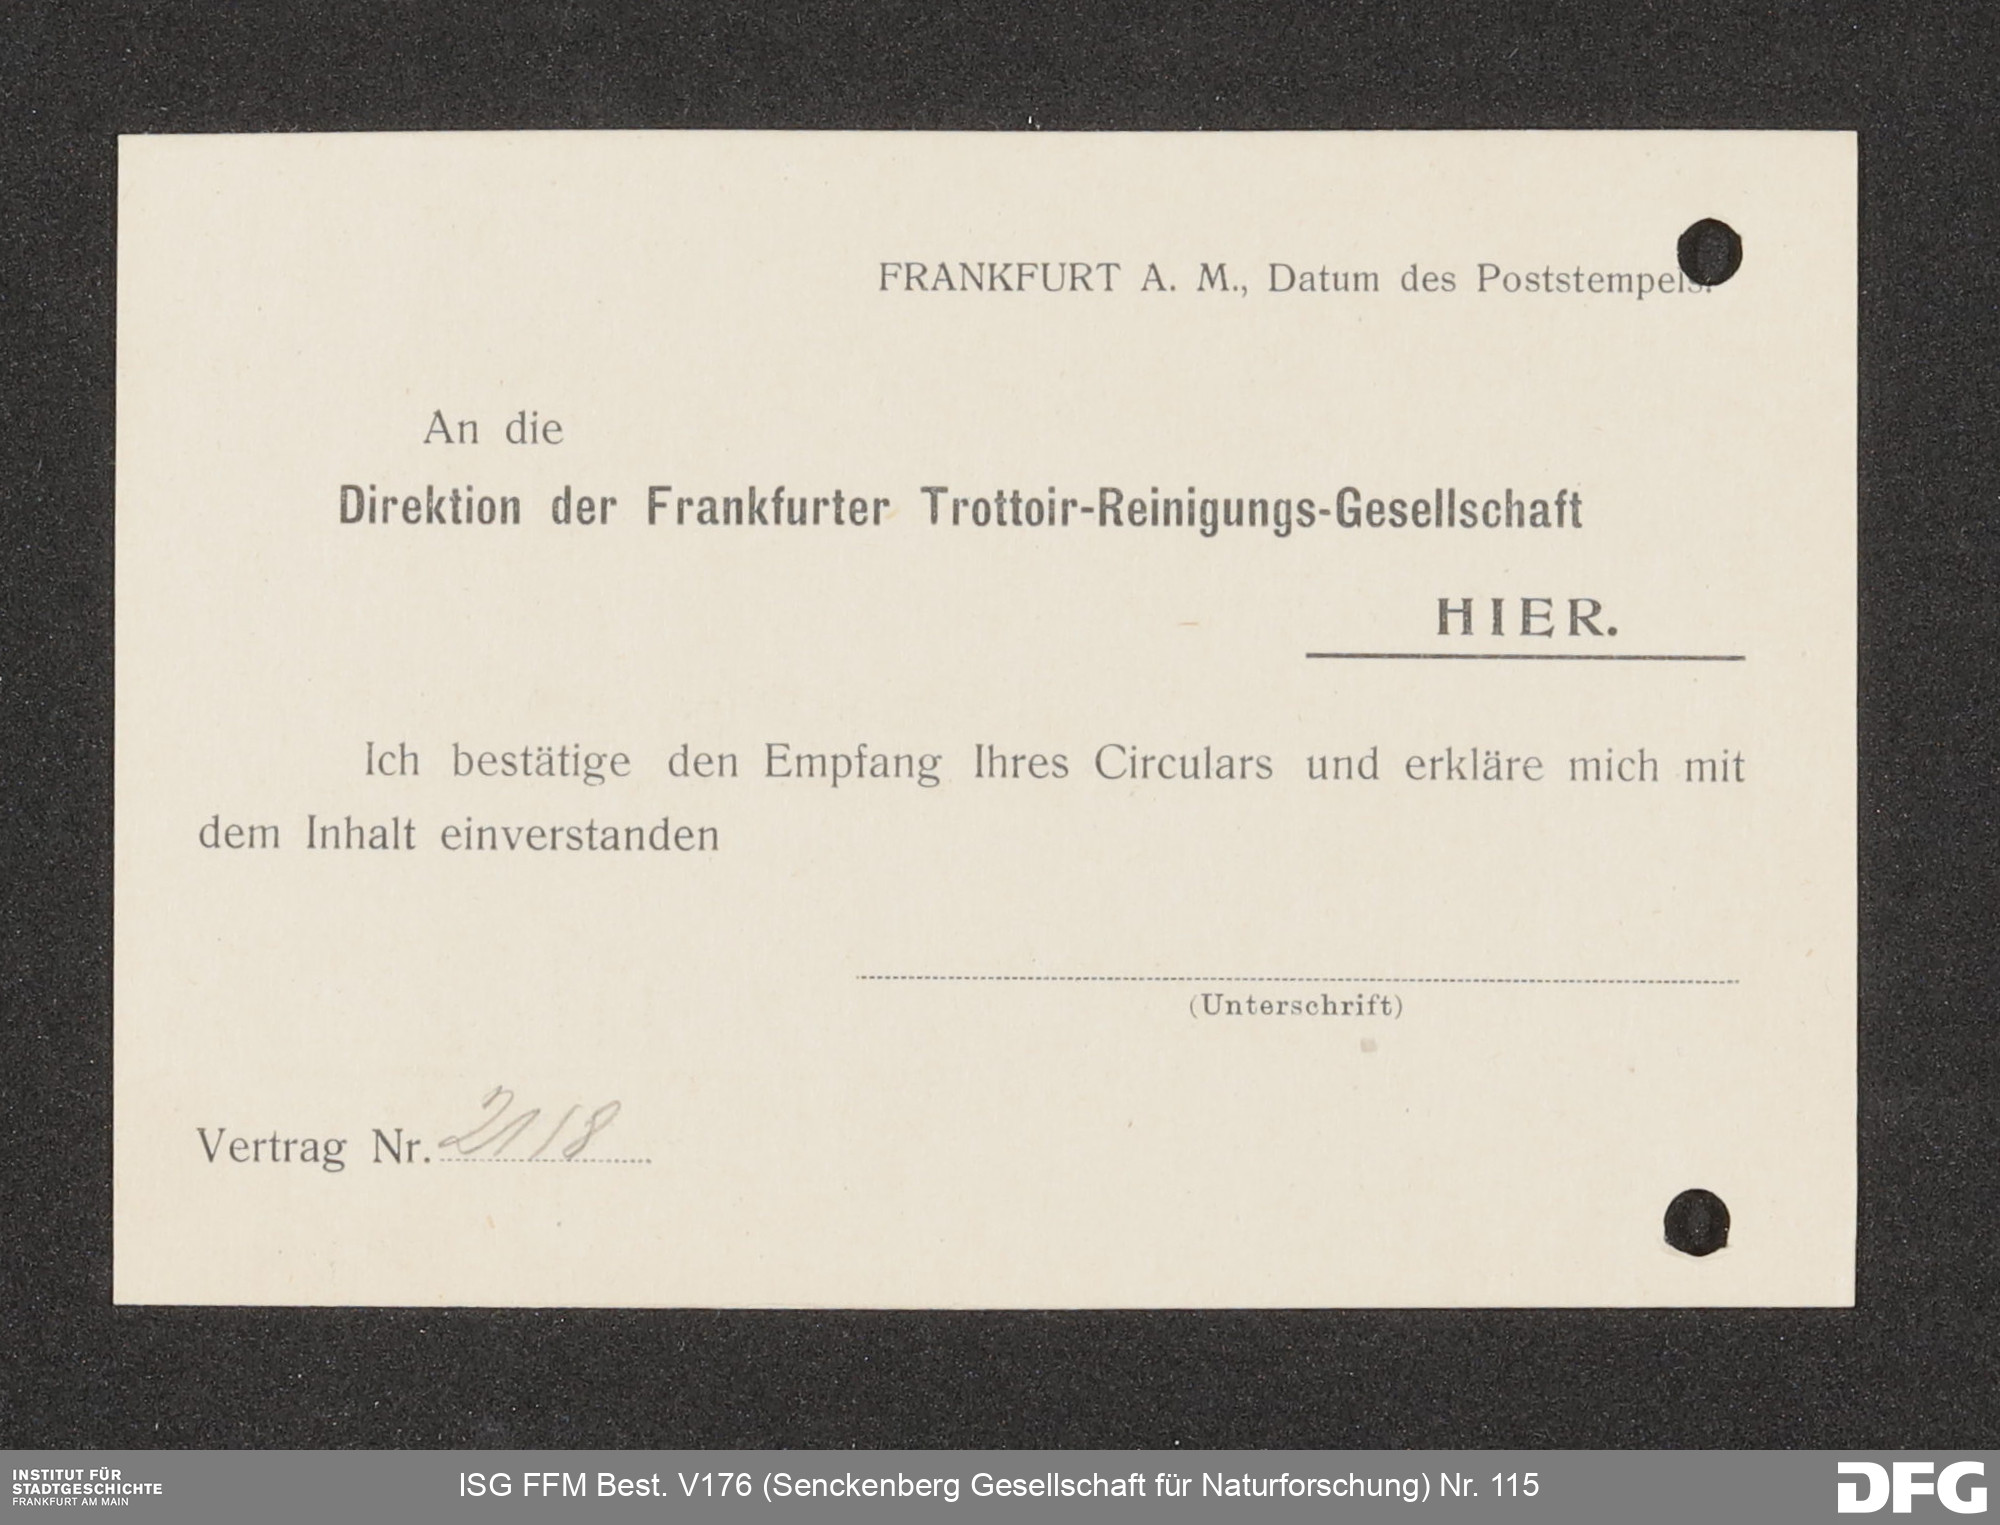 FRANKFURT A. M., Datum des Poststempels.
An die
Direktion der Frankfurter Trottoir-Reinigungs-Gesellschaft
HIER.
Ich bestätige den Empfang Ihres Circulars und erkläre mich mit
dem Inhalt einverstanden
(Unterschrift)
Vertrag Nr. 2118
INSTITUT FÜR
STADTGESCHICHTE
FRANKFURT AM MAIN
ISG FFM Best. V176 (Senckenberg Gesellschaft für Naturforschung) Nr. 115
DFG